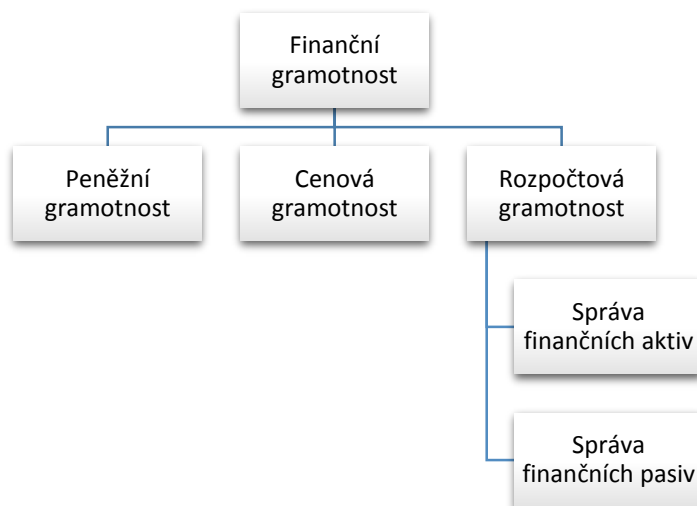 Finanční
gramotnost
Peněžní
gramotnost
Cenová
gramotnost
Rozpočtová
gramotnost
Správa
finančních aktiv
Správa
finančních pasiv